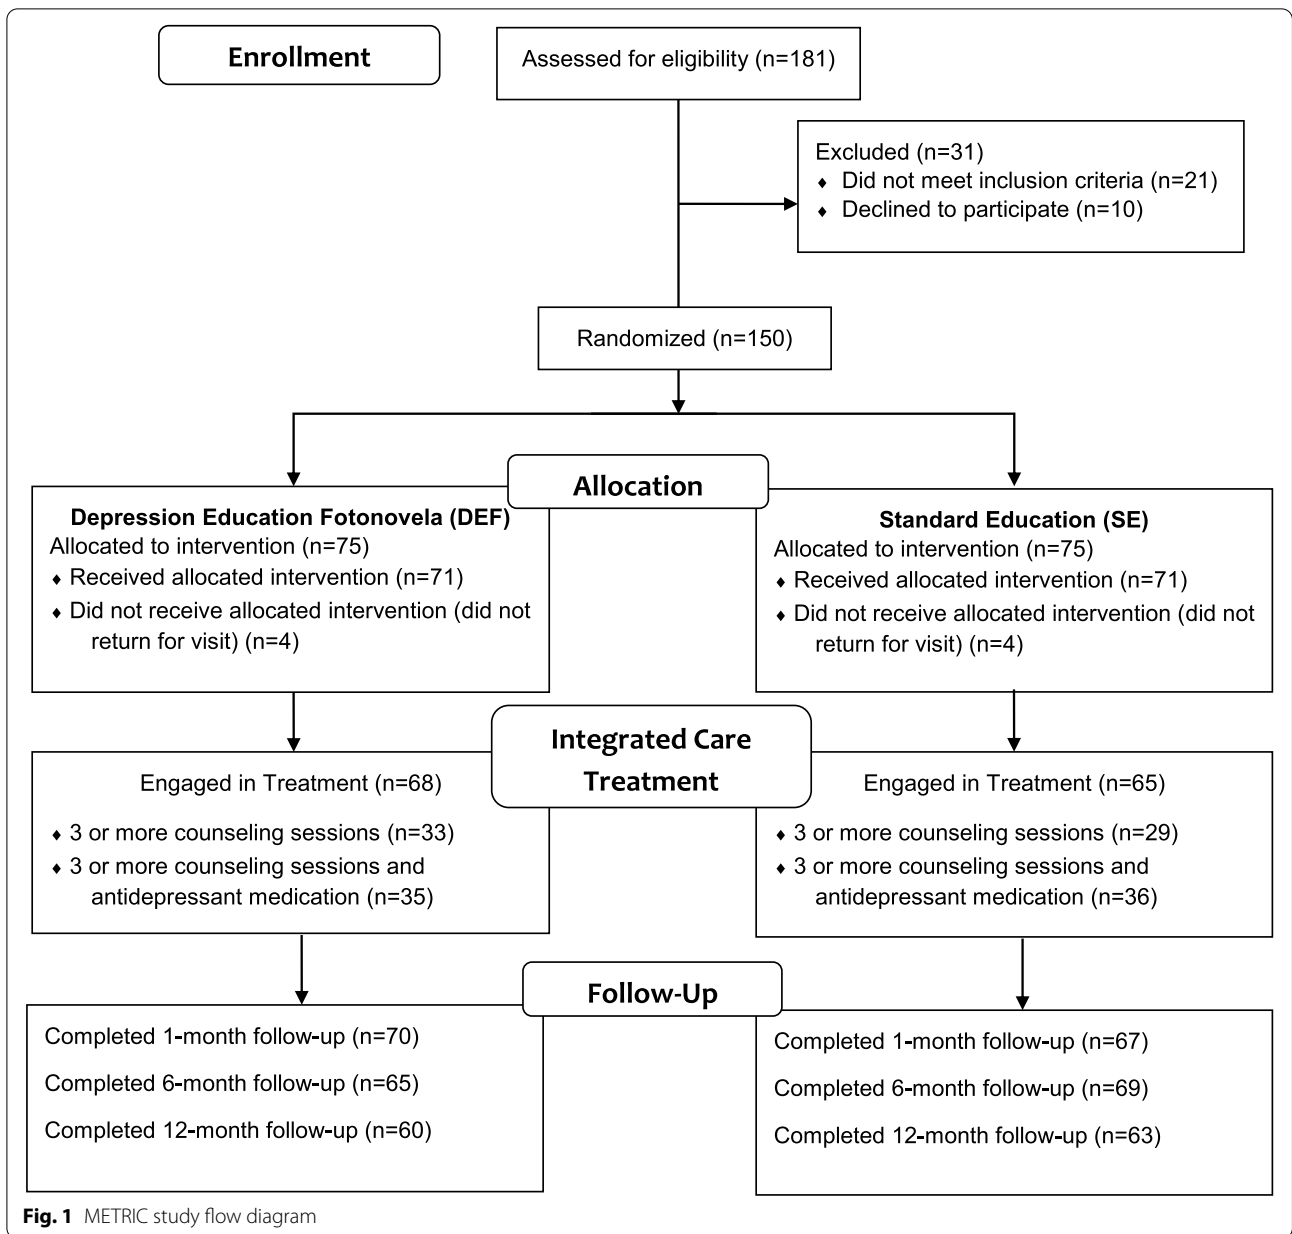 Enrollment
Assessed for eligibility (n=181)
Excluded (n=31)
♦ Did not meet inclusion criteria (n=21)
♦ Declined to participate (n=10)
Randomized (n=150)
Allocation
Depression Education Fotonovela (DEF)
Allocated to intervention (n=75)
♦ Received allocated intervention (n=71)
♦ Did not receive allocated intervention (did not
return for visit) (n=4)
Standard Education (SE)
Allocated to intervention (n=75)
♦ Received allocated intervention (n=71)
♦ Did not receive allocated intervention (did not
return for visit) (n=4)
Integrated Care
Treatment
Engaged in Treatment (n=68)
♦ 3 or more counseling sessions (n=33)
♦ 3 or more counseling sessions and
antidepressant medication (n=35)
Engaged in Treatment (n=65)
♦ 3 or more counseling sessions (n=29)
♦ 3 or more counseling sessions and
antidepressant medication (n=36)
Follow-Up
Completed 1-month follow-up (n=70)
Completed 6-month follow-up (n=65)
Completed 12-month follow-up (n=60)
Completed 1-month follow-up (n=67)
Completed 6-month follow-up (n=69)
Completed 12-month follow-up (n=63)
Fig. 1 METRIC study flow diagram